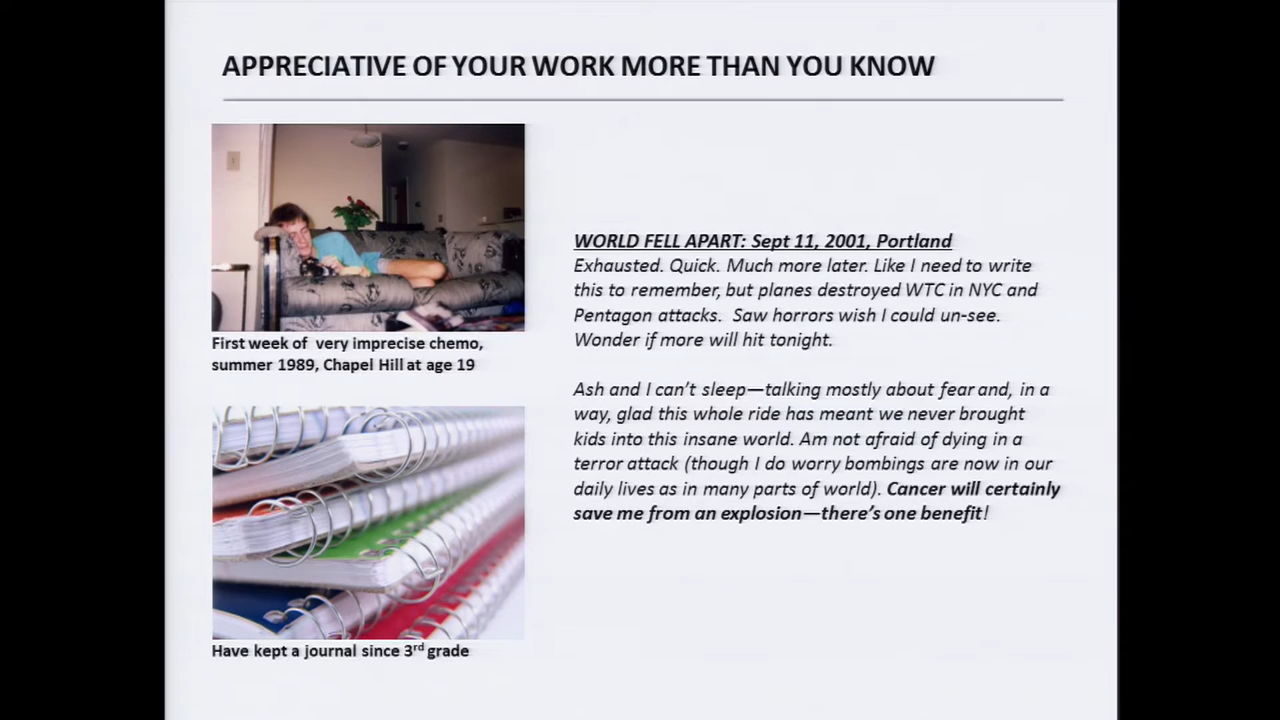 APPRECIATIVE OF YOUR WORK MORE THAN YOU KNOW
First week of very imprecise chemo,
summer 1989, Chapel Hill at age 19
Have kept a journal since 3rd grade
WORLD FELL APART: Sept 11, 2001, Portland
Exhausted. Quick. Much more later. Like I need to write
this to remember, but planes destroyed WTC in NYC and
Pentagon attacks. Saw horrors wish I could un-see.
Wonder if more will hit tonight.
Ash and I can't sleep—talking mostly about fear and, in a
way, glad this whole ride has meant we never brought
kids into this insane world. Am not afraid of dying in a
terror attack (though I do worry bombings are now in our
daily lives as in many parts of world). Cancer will certainly
save me from an explosion—there's one benefit!